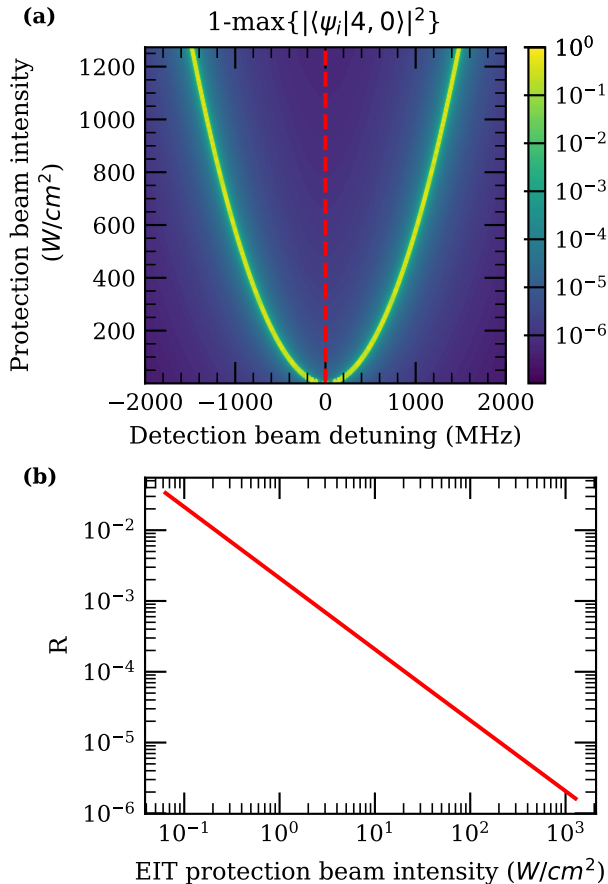 (a)
1-max{|⟨ψᵢ|4, 0⟩|²}
Protection beam intensity
(W/cm²)
1200
1000
800
600
400
200
−2000 −1000 0 1000 2000
Detection beam detuning (MHz)
10⁰
10⁻¹
10⁻²
10⁻³
10⁻⁴
10⁻⁵
10⁻⁶
(b)
R
10⁻²
10⁻³
10⁻⁴
10⁻⁵
10⁻⁶
10⁻¹ 10⁰ 10¹ 10² 10³
EIT protection beam intensity (W/cm²)